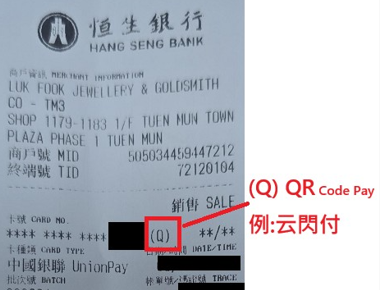 恒生銀行
HANG SENG BANK
商戶資訊 MERCHANT INFORMATION
LUK FOOK JEWELLERY & GOLDSMITH
CO - TM3
SHOP 1179-1183 1/F TUEN MUN TOWN
PLAZA PHASE 1 TUEN MUN
商戶號 MID 505034459447212
終端號 TID 72120104
銷售 SALE
卡號 CARD NO.
**** **** **** (Q) **/**
卡種類 CARD TYPE DATE/TIME
中國銀聯 UnionPay
批次號 BATCH TRACE
(Q) QR Code Pay
例:云閃付